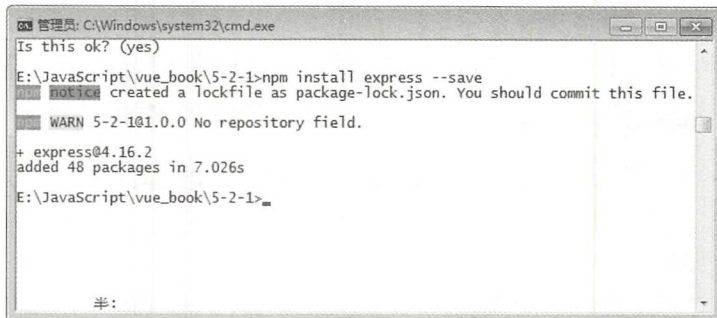 管理员: C:\Windows\system32\cmd.exe
Is this ok? (yes)
E:\JavaScript\vue_book\5-2-1>npm install express --save
npm notice created a lockfile as package-lock.json. You should commit this file.
npm WARN 5-2-1@1.0.0 No repository field.
+ express@4.16.2
added 48 packages in 7.026s
E:\JavaScript\vue_book\5-2-1>
半: